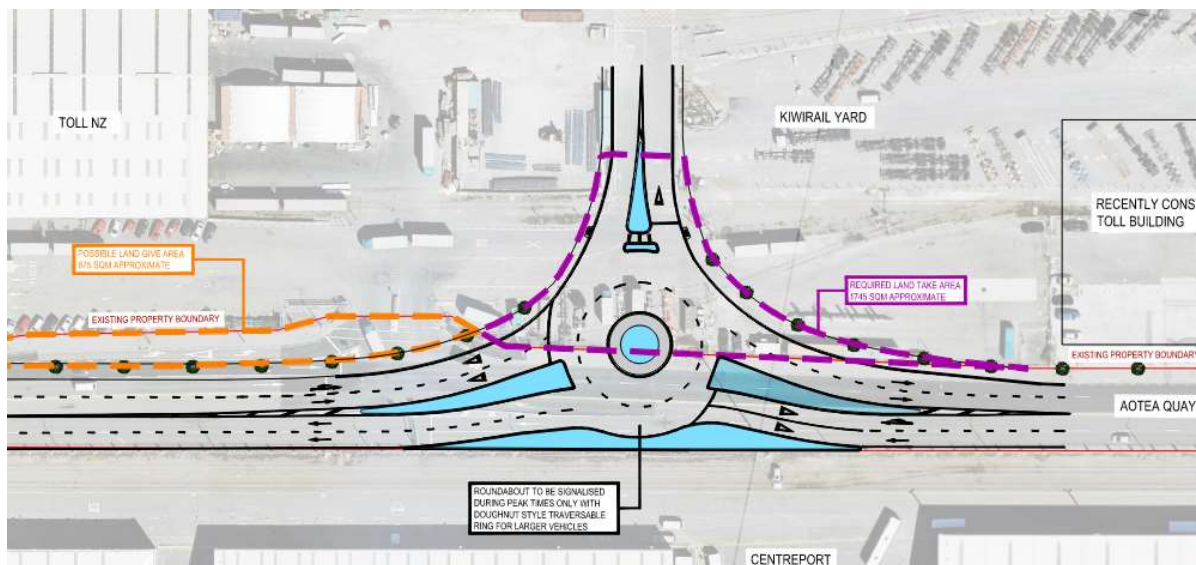 TOLL NZ
KIWIRAIL YARD
RECENTLY CONS
TOLL BUILDING
POSSIBLE LAND GIVE AREA
675 SQM APPROXIMATE
REQUIRED LAND TAKE AREA
1745 SQM APPROXIMATE
EXISTING PROPERTY BOUNDARY
EXISTING PROPERTY BOUNDARY
AOTEA QUAY
ROUNDABOUT TO BE SIGNALISED
DURING PEAK TIMES ONLY WITH
DOUGHNUT STYLE TRAVERSABLE
RING FOR LARGER VEHICLES
CENTREPORT